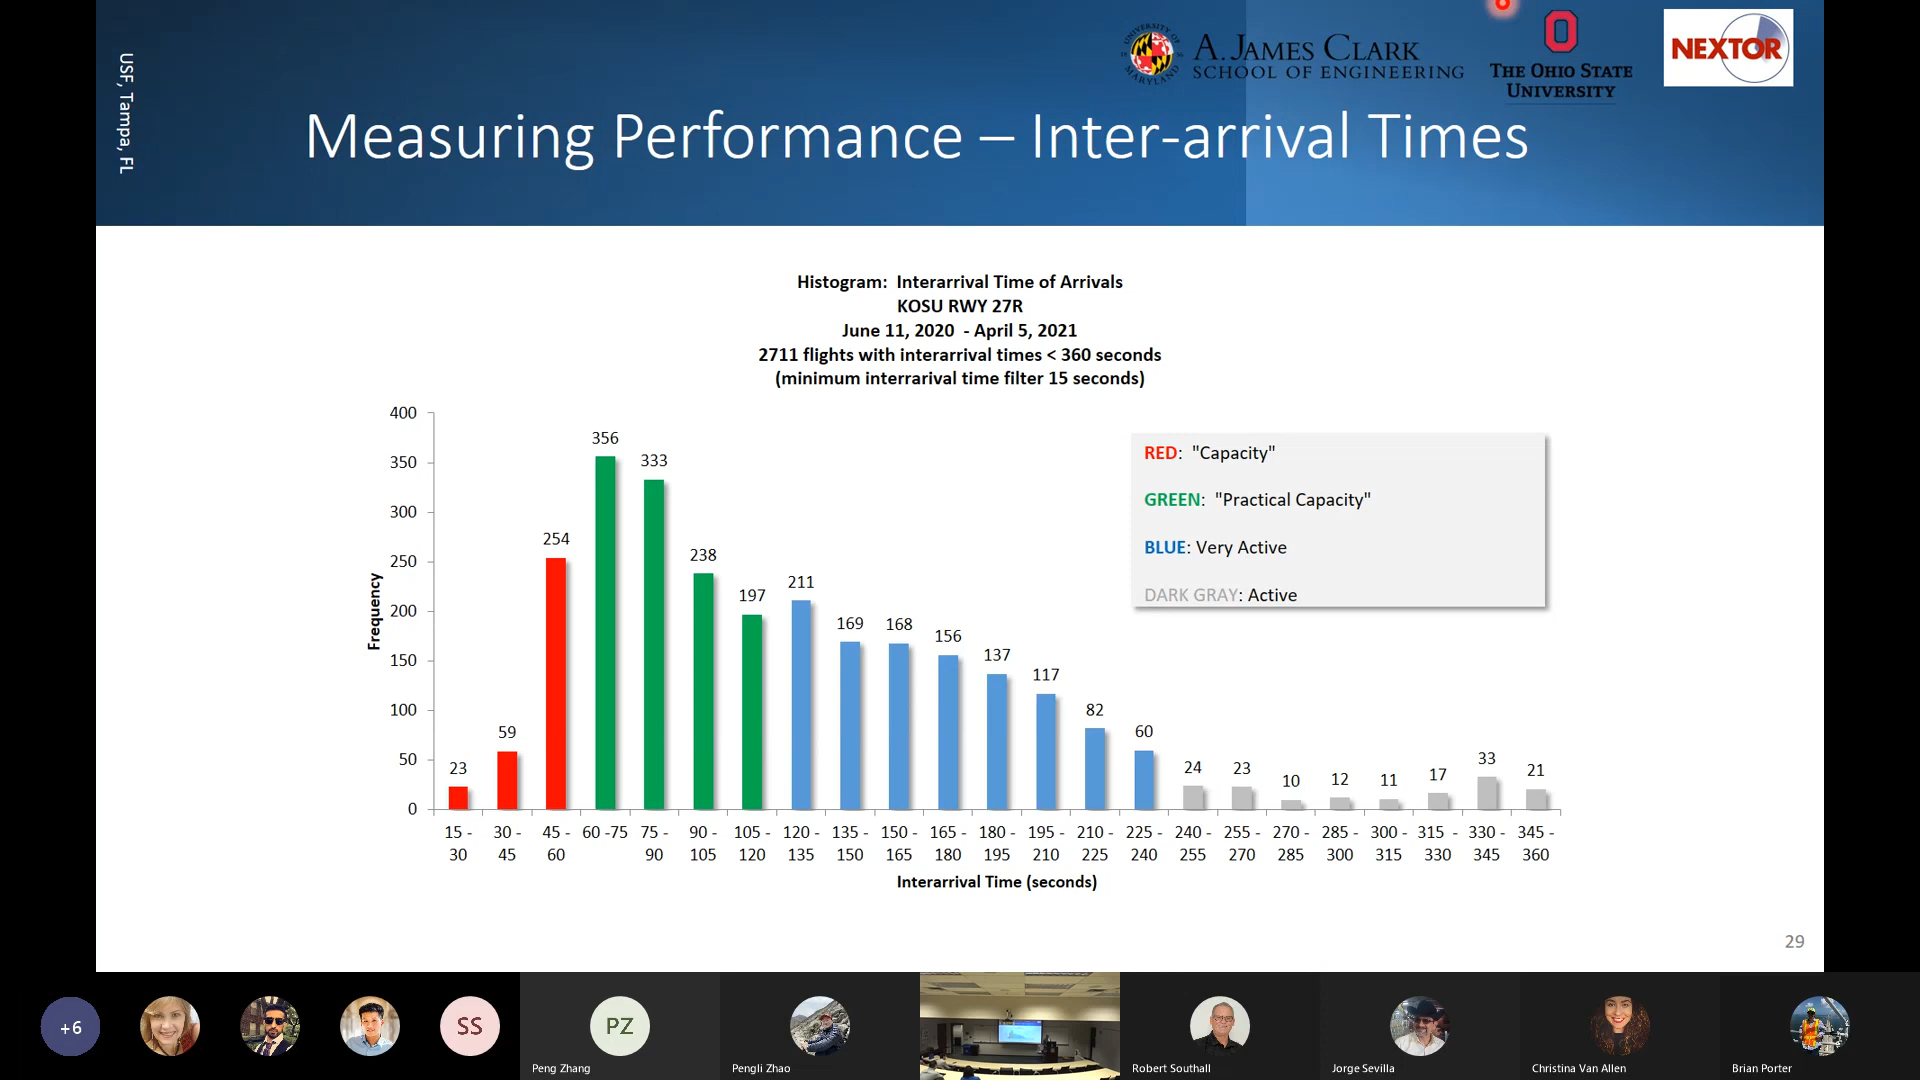 USF, Tampa, FL
UNIVERSITY OF
MARYLAND
A. JAMES CLARK
SCHOOL OF ENGINEERING
THE OHIO STATE
UNIVERSITY
NEXTOR
Measuring Performance – Inter-arrival Times
Histogram:  Interarrival Time of Arrivals
KOSU RWY 27R
June 11, 2020  - April 5, 2021
2711 flights with interarrival times < 360 seconds
(minimum interrarival time filter 15 seconds)
400
350
300
250
200
150
100
50
0
Frequency
23
59
254
356
333
238
197
211
169
168
156
137
117
82
60
24
23
10
12
11
17
33
21
RED:  "Capacity"
GREEN:  "Practical Capacity"
BLUE: Very Active
DARK GRAY: Active
15 -
30
30 -
45
45 -
60
60 -75
75 -
90
90 -
105
105 -
120
120 -
135
135 -
150
150 -
165
165 -
180
180 -
195
195 -
210
210 -
225
225 -
240
240 -
255
255 -
270
270 -
285
285 -
300
300 -
315
315  -
330
330 -
345
345 -
360
Interarrival Time (seconds)
29
+6
SS
PZ
Peng Zhang
Pengli Zhao
Robert Southall
Jorge Sevilla
Christina Van Allen
Brian Porter